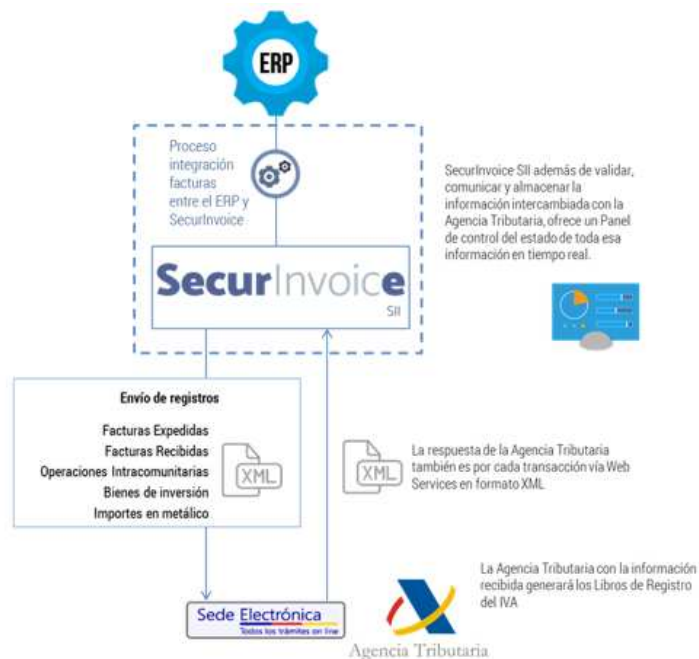 ERP
Proceso
integración
facturas
entre el ERP y
SecurInvoice
SecurInvoice SII además de validar,
comunicar y almacenar la
información intercambiada con la
Agencia Tributaria, ofrece un Panel
de control del estado de toda esa
información en tiempo real.
SecurInvoice
SII
Envío de registros
Facturas Expedidas
Facturas Recibidas
Operaciones Intracomunitarias
Bienes de inversión
Importes en metálico
XML
XML
La respuesta de la Agencia Tributaria
también es por cada transacción vía Web
Services en formato XML
La Agencia Tributaria con la información
recibida generará los Libros de Registro
del IVA
Sede Electrónica
Todos los trámites on line
Agencia Tributaria